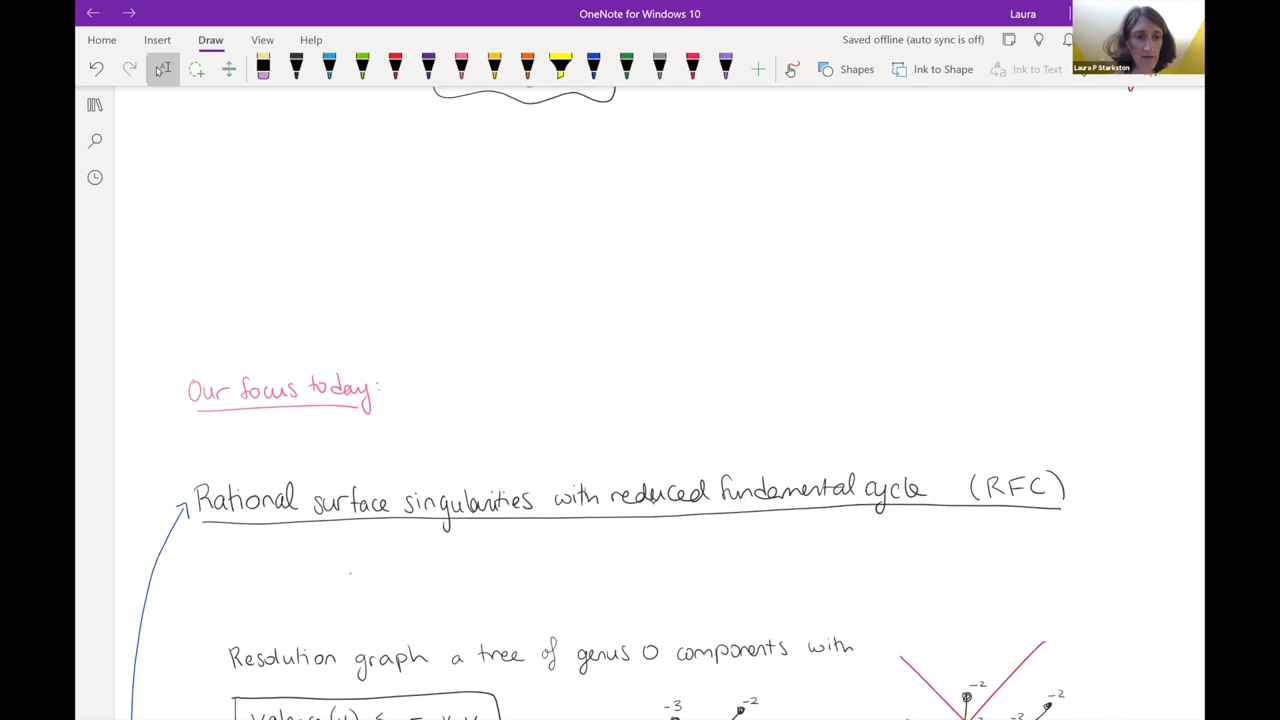 OneNote for Windows 10
Laura
Home Insert Draw View Help
Saved offline (auto sync is off)
Shapes
Ink to Shape
Ink to Text
Laura P Starkston
Our focus today:
Rational surface singularities with reduced fundamental cycle (RFC)
Resolution graph a tree of genus 0 components with
-2
-3
-2
-2
-3
valence(v) ≤ - v.v